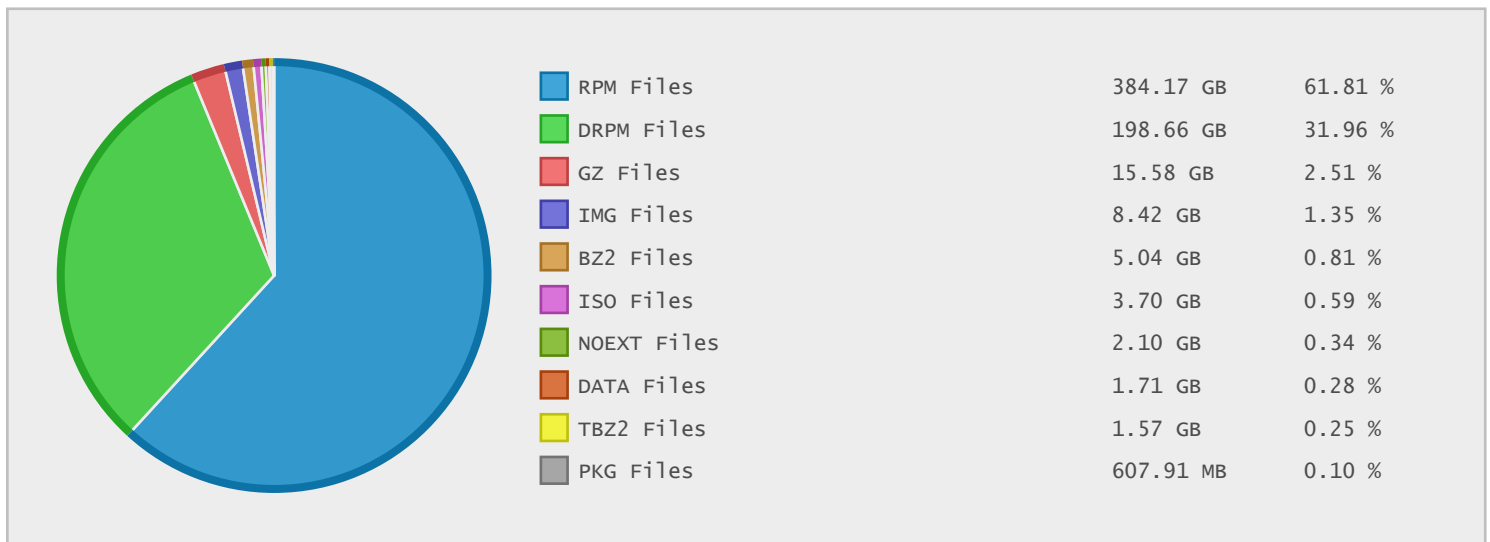 RPM Files 384.17 GB 61.81 %
DRPM Files 198.66 GB 31.96 %
GZ Files 15.58 GB 2.51 %
IMG Files 8.42 GB 1.35 %
BZ2 Files 5.04 GB 0.81 %
ISO Files 3.70 GB 0.59 %
NOEXT Files 2.10 GB 0.34 %
DATA Files 1.71 GB 0.28 %
TBZ2 Files 1.57 GB 0.25 %
PKG Files 607.91 MB 0.10 %